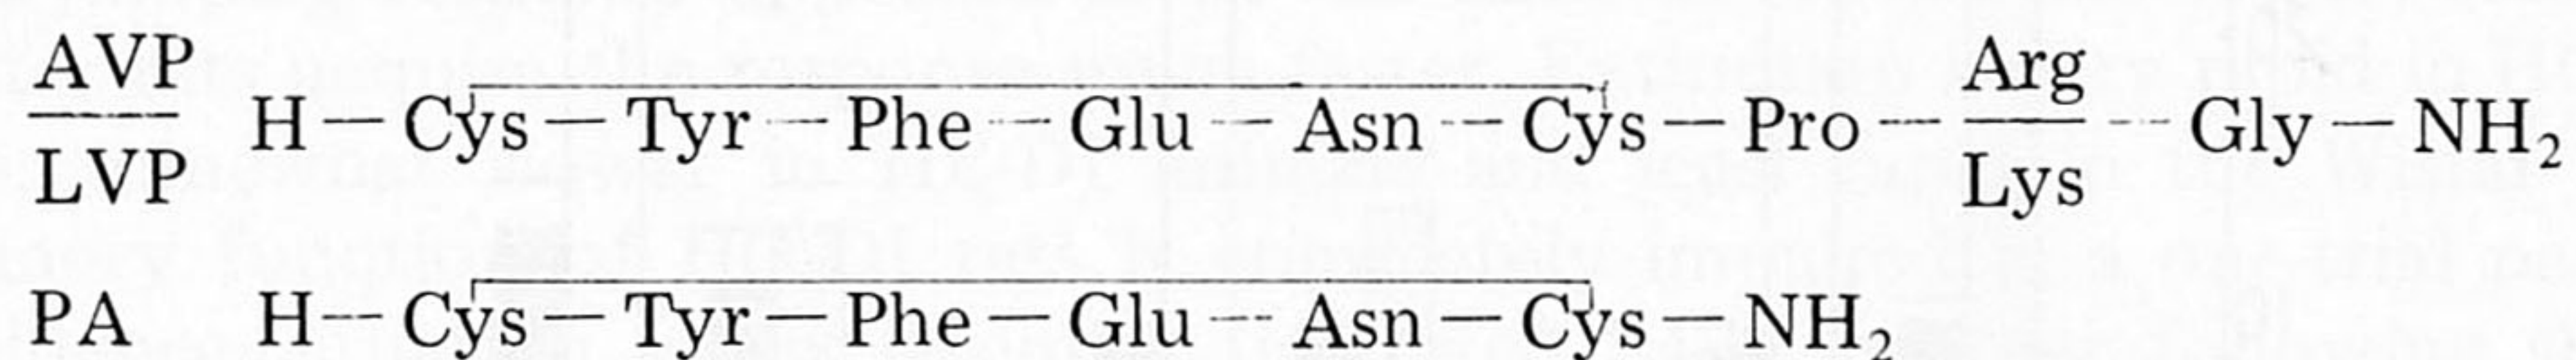 AVP
H—Cys—Tyr—Phe—Glu—Asn—Cys—Pro—Arg—Gly—NH₂
LVP
Lys
PA H—Cys—Tyr—Phe—Glu—Asn—Cys—NH₂